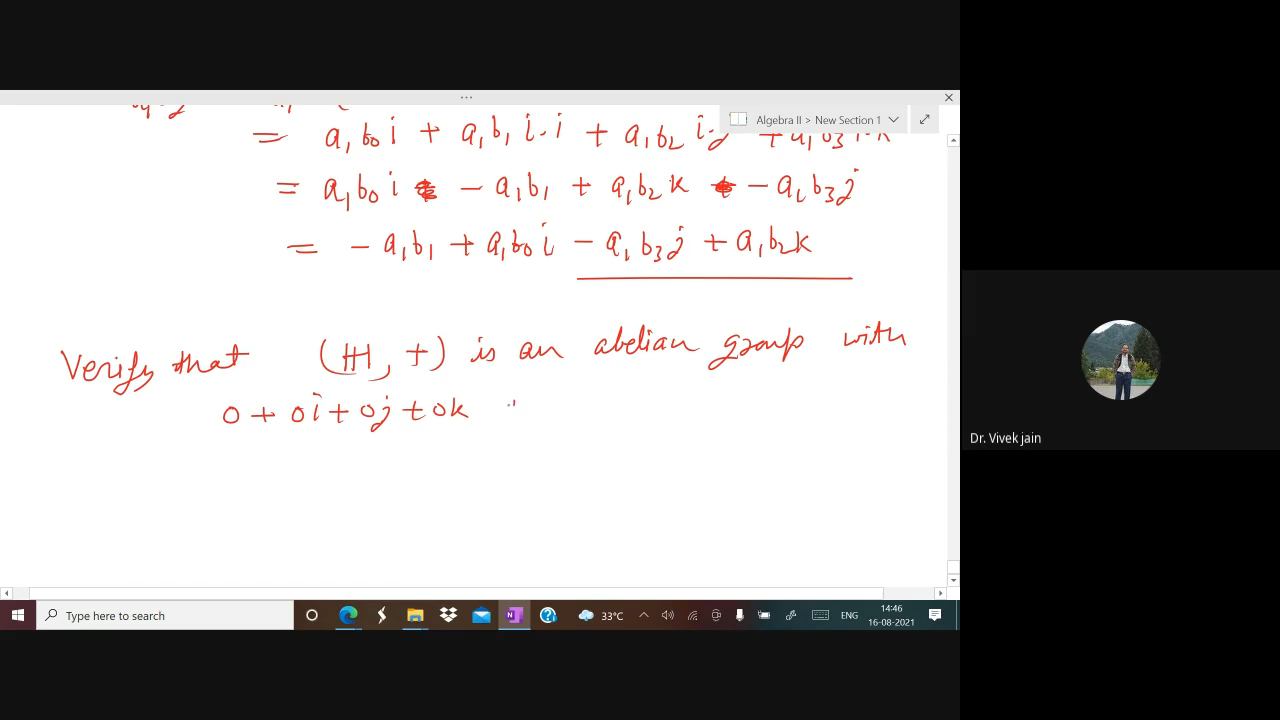 Algebra II > New Section 1
= a₁b₀i + a₁b₁ i·i + a₁b₂ i·j + a₁b₃ i·k
= a₁b₀i - a₁b₁ + a₁b₂k - a₁b₃j
= - a₁b₁ + a₁b₀i - a₁b₃j + a₁b₂k
Verify that (ℍ, +) is an abelian group with
0 + 0i + 0j + 0k
Dr. Vivek jain
Type here to search
33°C
ENG
14:46
16-08-2021